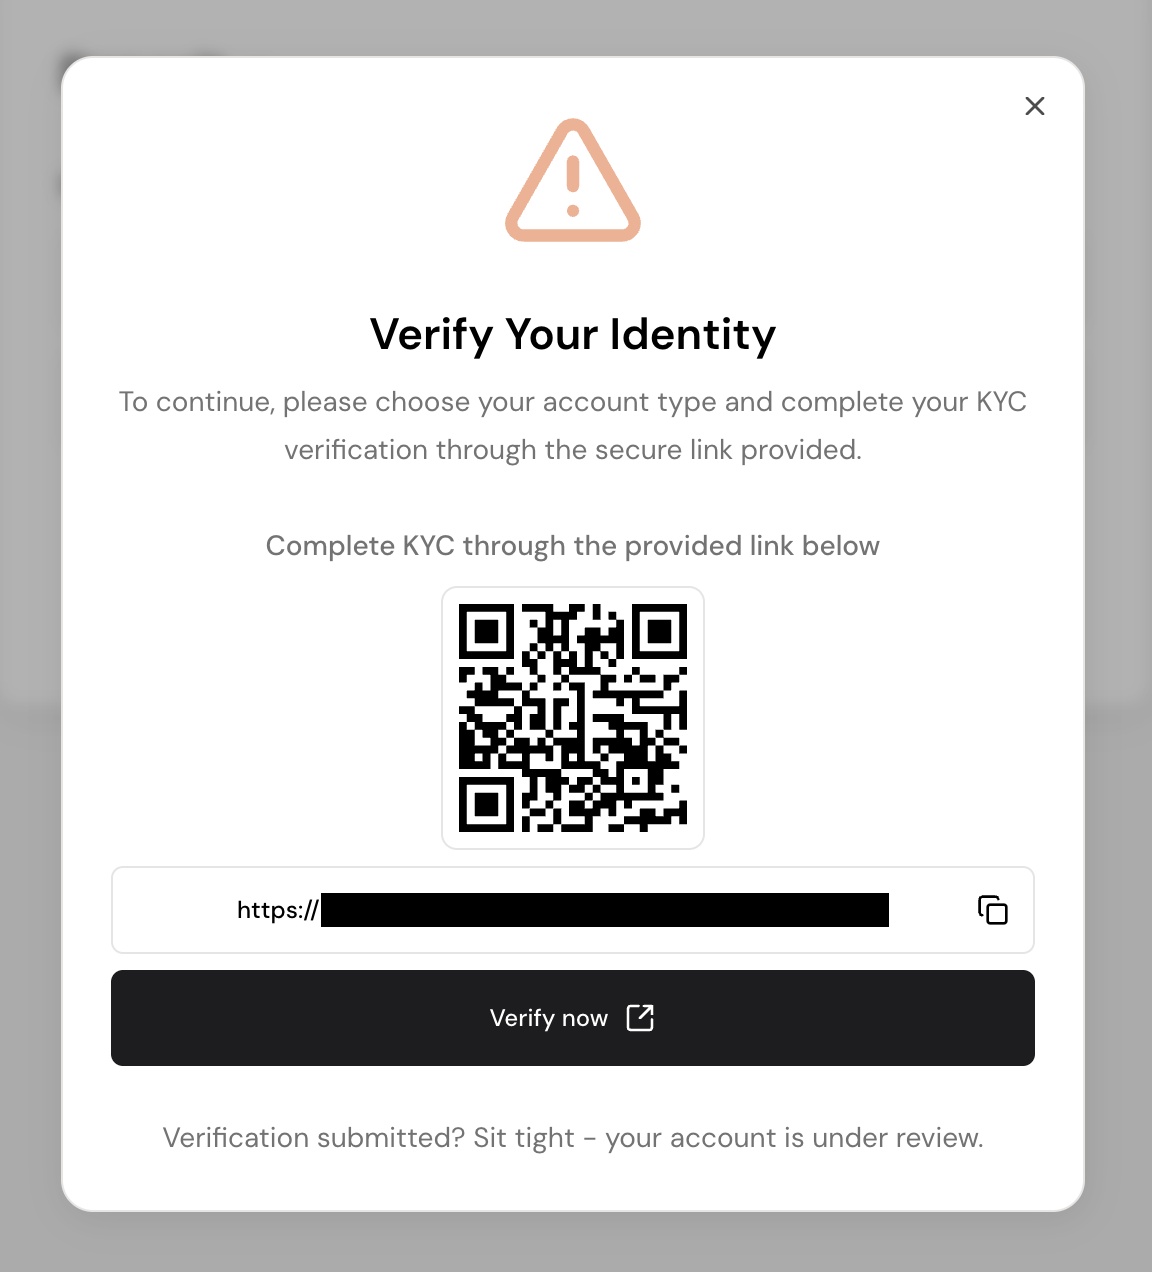 Verify Your Identity
To continue, please choose your account type and complete your KYC
verification through the secure link provided.
Complete KYC through the provided link below
https://
Verify now
Verification submitted? Sit tight - your account is under review.